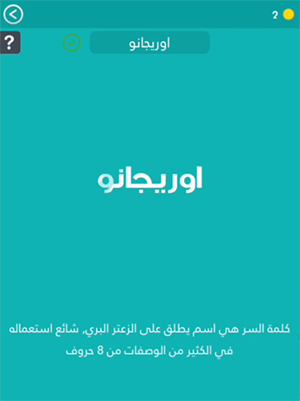 2
?
اوريجانو
اوريجانو
كلمة السر هي اسم يطلق على الزعتر البري, شائع استعماله
في الكثير من الوصفات من 8 حروف